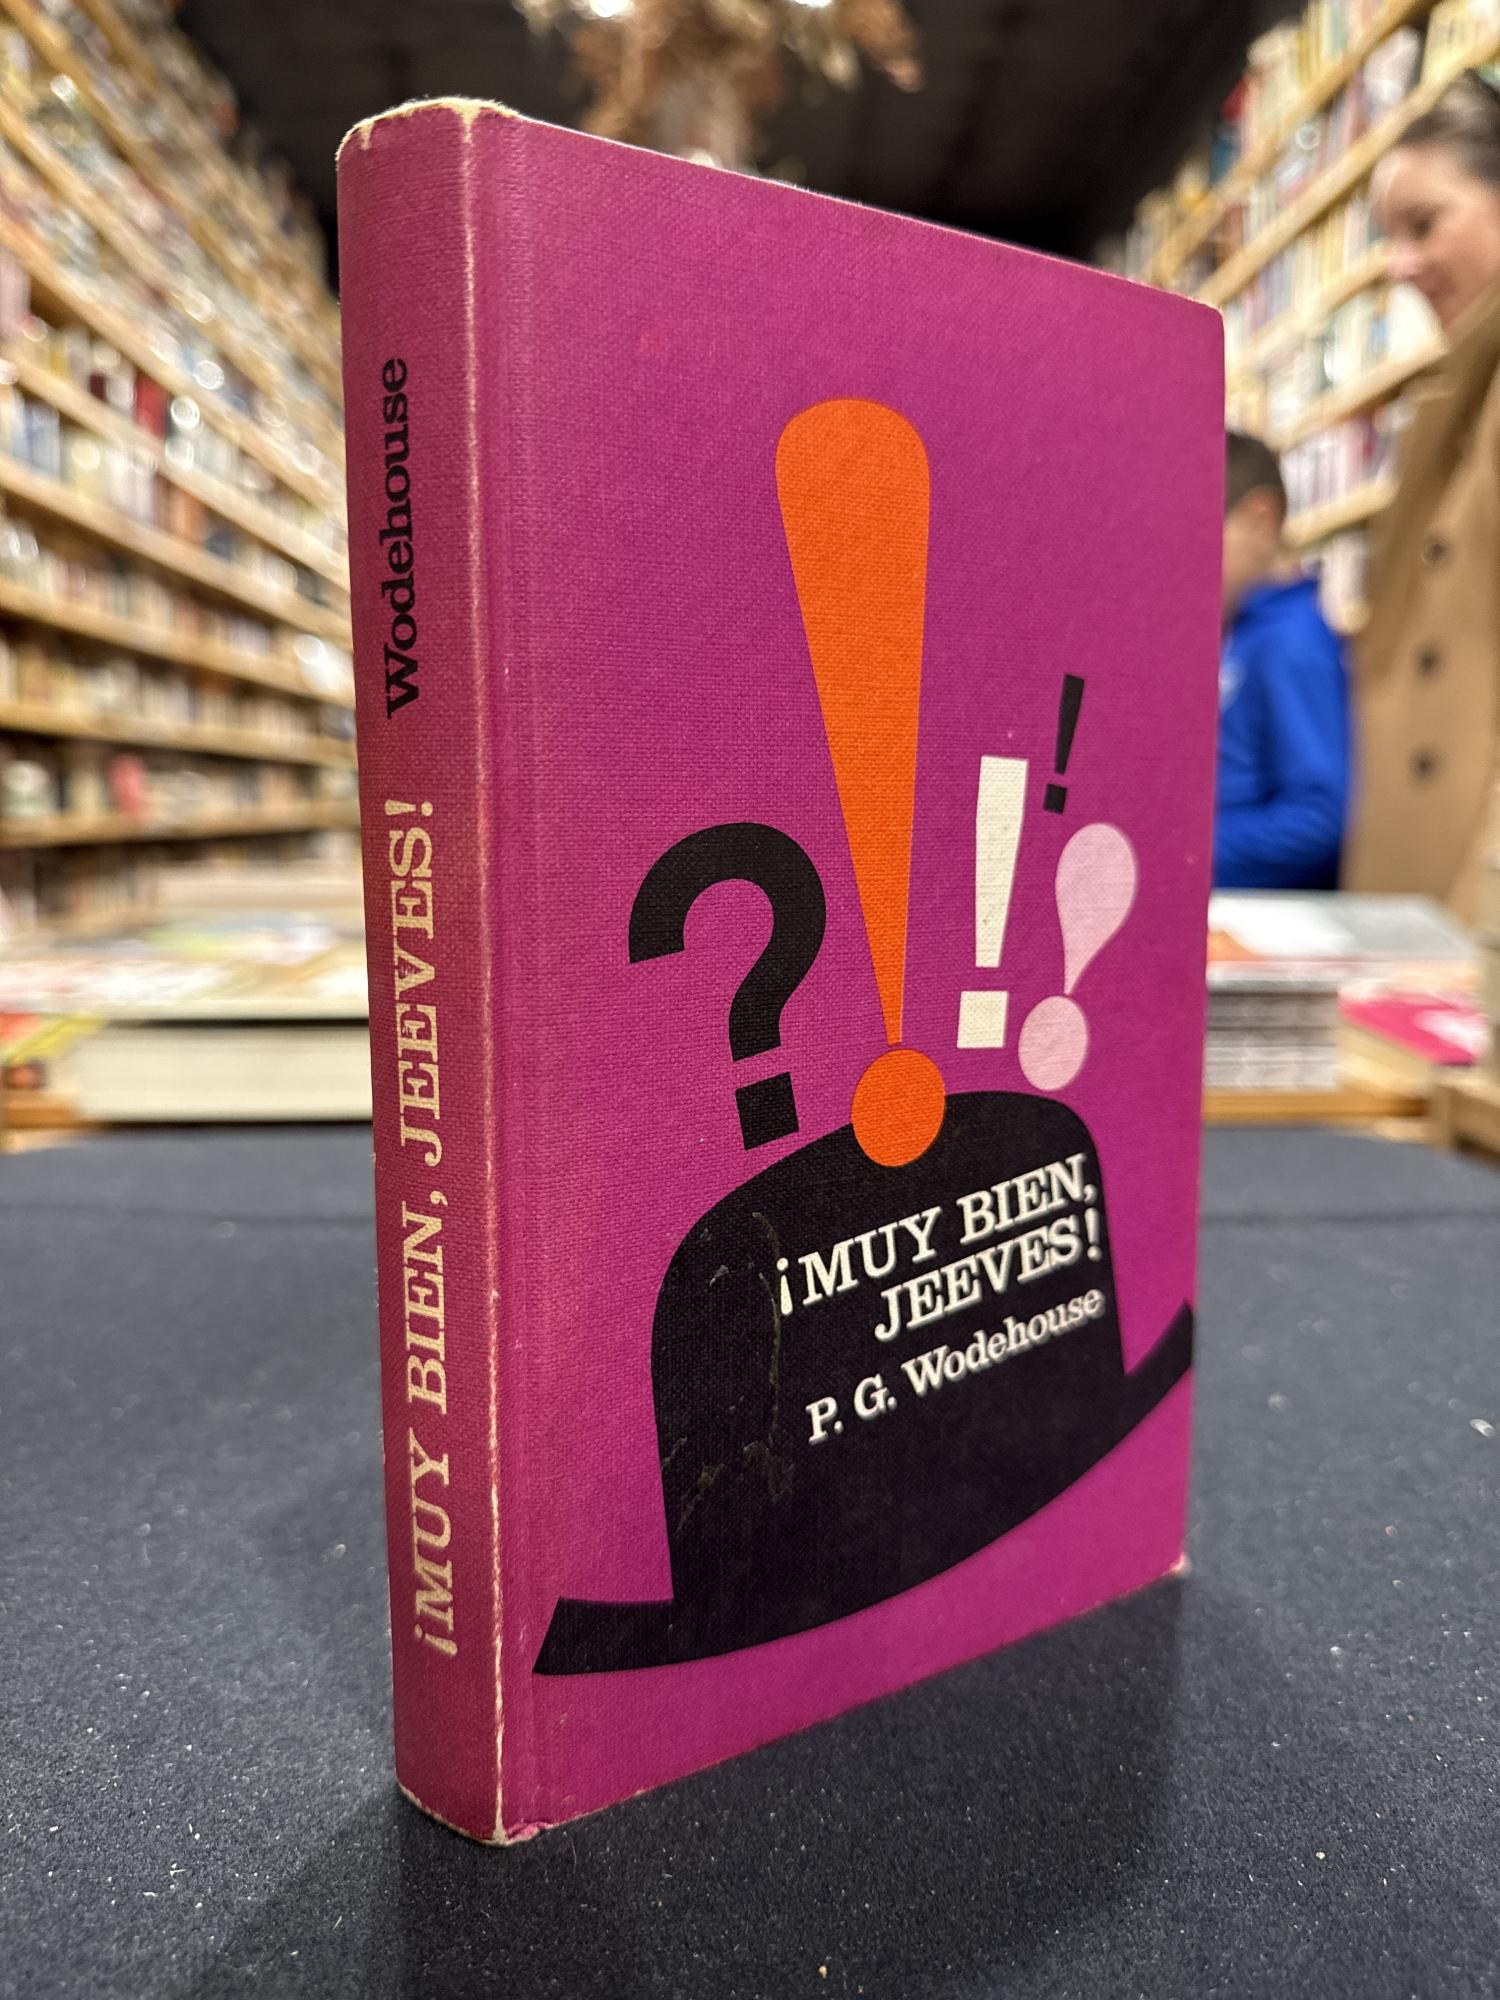 ¡MUY BIEN, JEEVES! Wodehouse
? ! ! ! ?
¡MUY BIEN,
JEEVES!
P. G. Wodehouse